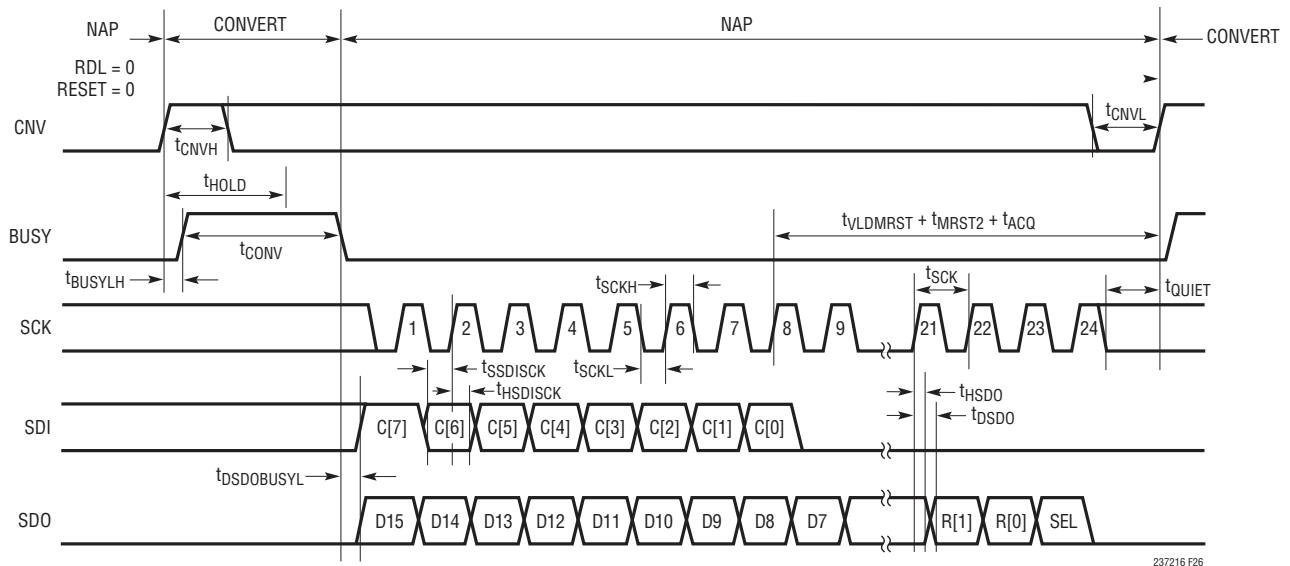 NAP CONVERT NAP CONVERT
RDL = 0
RESET = 0
CNV
tCNVH
tCNVL
tHOLD
BUSY
tCONV
tVLDMRST + tMRST2 + tACQ
tBUSYLH
tSCKH
tSCK
tQUIET
SCK
1 2 3 4 5 6 7 8 9 21 22 23 24
tSSDISCK
tSCKL
tHSDISCK
tHSDO
tDSDO
SDI
C[7] C[6] C[5] C[4] C[3] C[2] C[1] C[0]
tDSDOBUSYL
SDO
D15 D14 D13 D12 D11 D10 D9 D8 D7 R[1] R[0] SEL
237216 F26